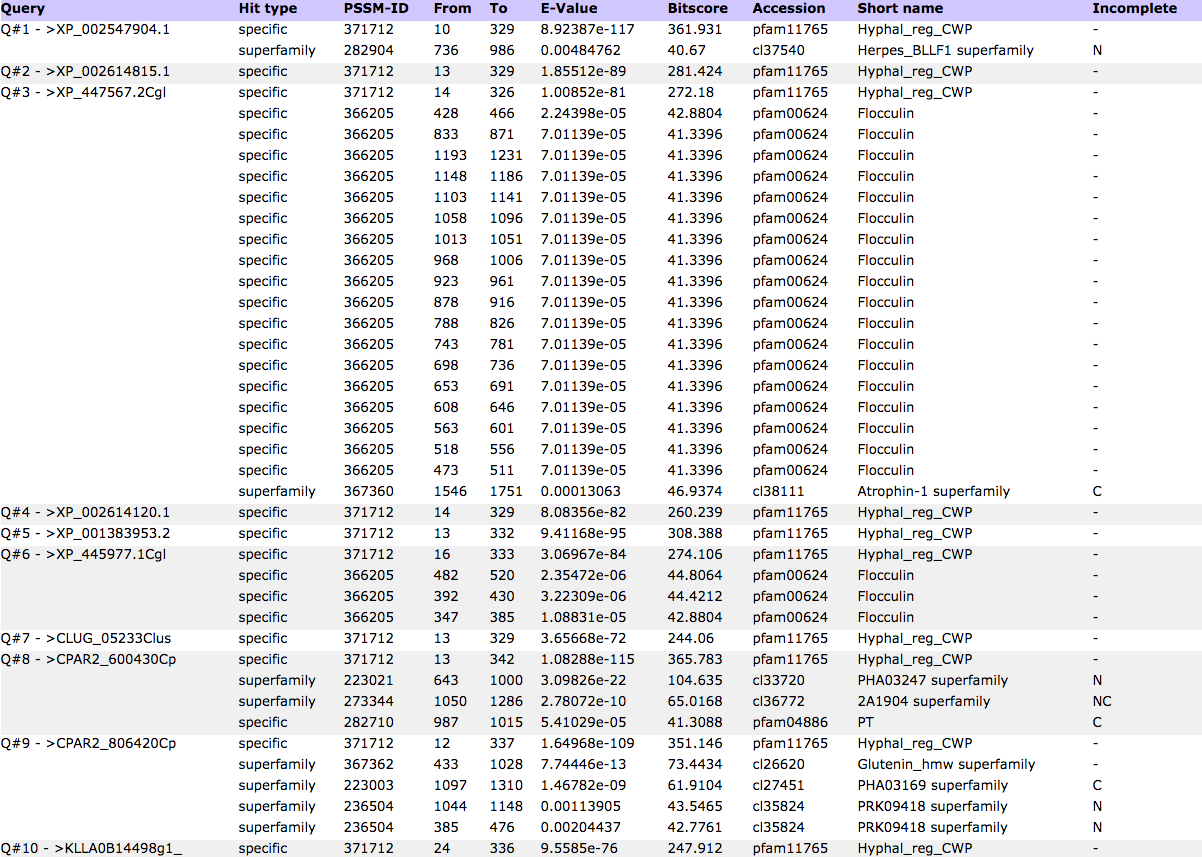 Query Hit type PSSM-ID From To E-Value Bitscore Accession Short name Incomplete
Q#1 - >XP_002547904.1 specific 371712 10 329 8.92387e-117 361.931 pfam11765 Hyphal_reg_CWP -
superfamily 282904 736 986 0.00484762 40.67 cl37540 Herpes_BLLF1 superfamily N
Q#2 - >XP_002614815.1 specific 371712 13 329 1.85512e-89 281.424 pfam11765 Hyphal_reg_CWP -
Q#3 - >XP_447567.2Cgl specific 371712 14 326 1.00852e-81 272.18 pfam11765 Hyphal_reg_CWP -
specific 366205 428 466 2.24398e-05 42.8804 pfam00624 Flocculin -
specific 366205 833 871 7.01139e-05 41.3396 pfam00624 Flocculin -
specific 366205 1193 1231 7.01139e-05 41.3396 pfam00624 Flocculin -
specific 366205 1148 1186 7.01139e-05 41.3396 pfam00624 Flocculin -
specific 366205 1103 1141 7.01139e-05 41.3396 pfam00624 Flocculin -
specific 366205 1058 1096 7.01139e-05 41.3396 pfam00624 Flocculin -
specific 366205 1013 1051 7.01139e-05 41.3396 pfam00624 Flocculin -
specific 366205 968 1006 7.01139e-05 41.3396 pfam00624 Flocculin -
specific 366205 923 961 7.01139e-05 41.3396 pfam00624 Flocculin -
specific 366205 878 916 7.01139e-05 41.3396 pfam00624 Flocculin -
specific 366205 788 826 7.01139e-05 41.3396 pfam00624 Flocculin -
specific 366205 743 781 7.01139e-05 41.3396 pfam00624 Flocculin -
specific 366205 698 736 7.01139e-05 41.3396 pfam00624 Flocculin -
specific 366205 653 691 7.01139e-05 41.3396 pfam00624 Flocculin -
specific 366205 608 646 7.01139e-05 41.3396 pfam00624 Flocculin -
specific 366205 563 601 7.01139e-05 41.3396 pfam00624 Flocculin -
specific 366205 518 556 7.01139e-05 41.3396 pfam00624 Flocculin -
specific 366205 473 511 7.01139e-05 41.3396 pfam00624 Flocculin -
superfamily 367360 1546 1751 0.00013063 46.9374 cl38111 Atrophin-1 superfamily C
Q#4 - >XP_002614120.1 specific 371712 14 329 8.08356e-82 260.239 pfam11765 Hyphal_reg_CWP -
Q#5 - >XP_001383953.2 specific 371712 13 332 9.41168e-95 308.388 pfam11765 Hyphal_reg_CWP -
Q#6 - >XP_445977.1Cgl specific 371712 16 333 3.06967e-84 274.106 pfam11765 Hyphal_reg_CWP -
specific 366205 482 520 2.35472e-06 44.8064 pfam00624 Flocculin -
specific 366205 392 430 3.22309e-06 44.4212 pfam00624 Flocculin -
specific 366205 347 385 1.08831e-05 42.8804 pfam00624 Flocculin -
Q#7 - >CLUG_05233Clus specific 371712 13 329 3.65668e-72 244.06 pfam11765 Hyphal_reg_CWP -
Q#8 - >CPAR2_600430Cp specific 371712 13 342 1.08288e-115 365.783 pfam11765 Hyphal_reg_CWP -
superfamily 223021 643 1000 3.09826e-22 104.635 cl33720 PHA03247 superfamily N
superfamily 273344 1050 1286 2.78072e-10 65.0168 cl36772 2A1904 superfamily NC
specific 282710 987 1015 5.41029e-05 41.3088 pfam04886 PT C
Q#9 - >CPAR2_806420Cp specific 371712 12 337 1.64968e-109 351.146 pfam11765 Hyphal_reg_CWP -
superfamily 367362 433 1028 7.74446e-13 73.4434 cl26620 Glutenin_hmw superfamily -
superfamily 223003 1097 1310 1.46782e-09 61.9104 cl27451 PHA03169 superfamily C
superfamily 236504 1044 1148 0.00113905 43.5465 cl35824 PRK09418 superfamily N
superfamily 236504 385 476 0.00204437 42.7761 cl35824 PRK09418 superfamily N
Q#10 - >KLLA0B14498g1_ specific 371712 24 336 9.5585e-76 247.912 pfam11765 Hyphal_reg_CWP -